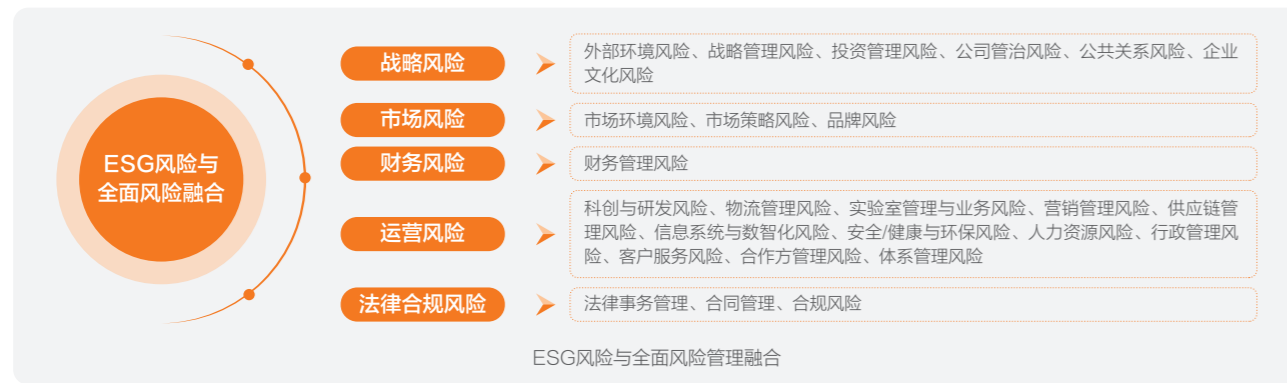 ESG风险与
全面风险融合
战略风险
外部环境风险、战略管理风险、投资管理风险、公司管治风险、公共关系风险、企业
文化风险
市场风险
市场环境风险、市场策略风险、品牌风险
财务风险
财务管理风险
运营风险
科创与研发风险、物流管理风险、实验室管理与业务风险、营销管理风险、供应链管
理风险、信息系统与数智化风险、安全/健康与环保风险、人力资源风险、行政管理风
险、客户服务风险、合作方管理风险、体系管理风险
法律合规风险
法律事务管理、合同管理、合规风险
ESG风险与全面风险管理融合